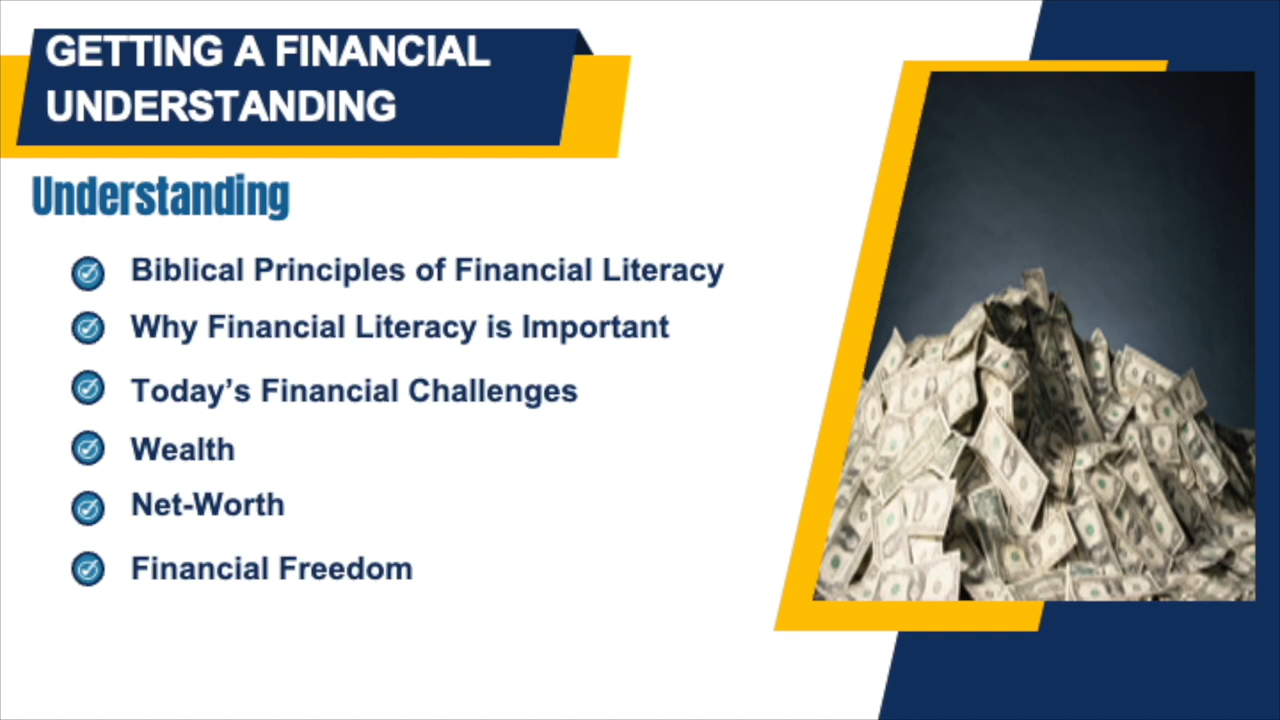 GETTING A FINANCIAL
UNDERSTANDING
Understanding
Biblical Principles of Financial Literacy
Why Financial Literacy is Important
Today’s Financial Challenges
Wealth
Net-Worth
Financial Freedom